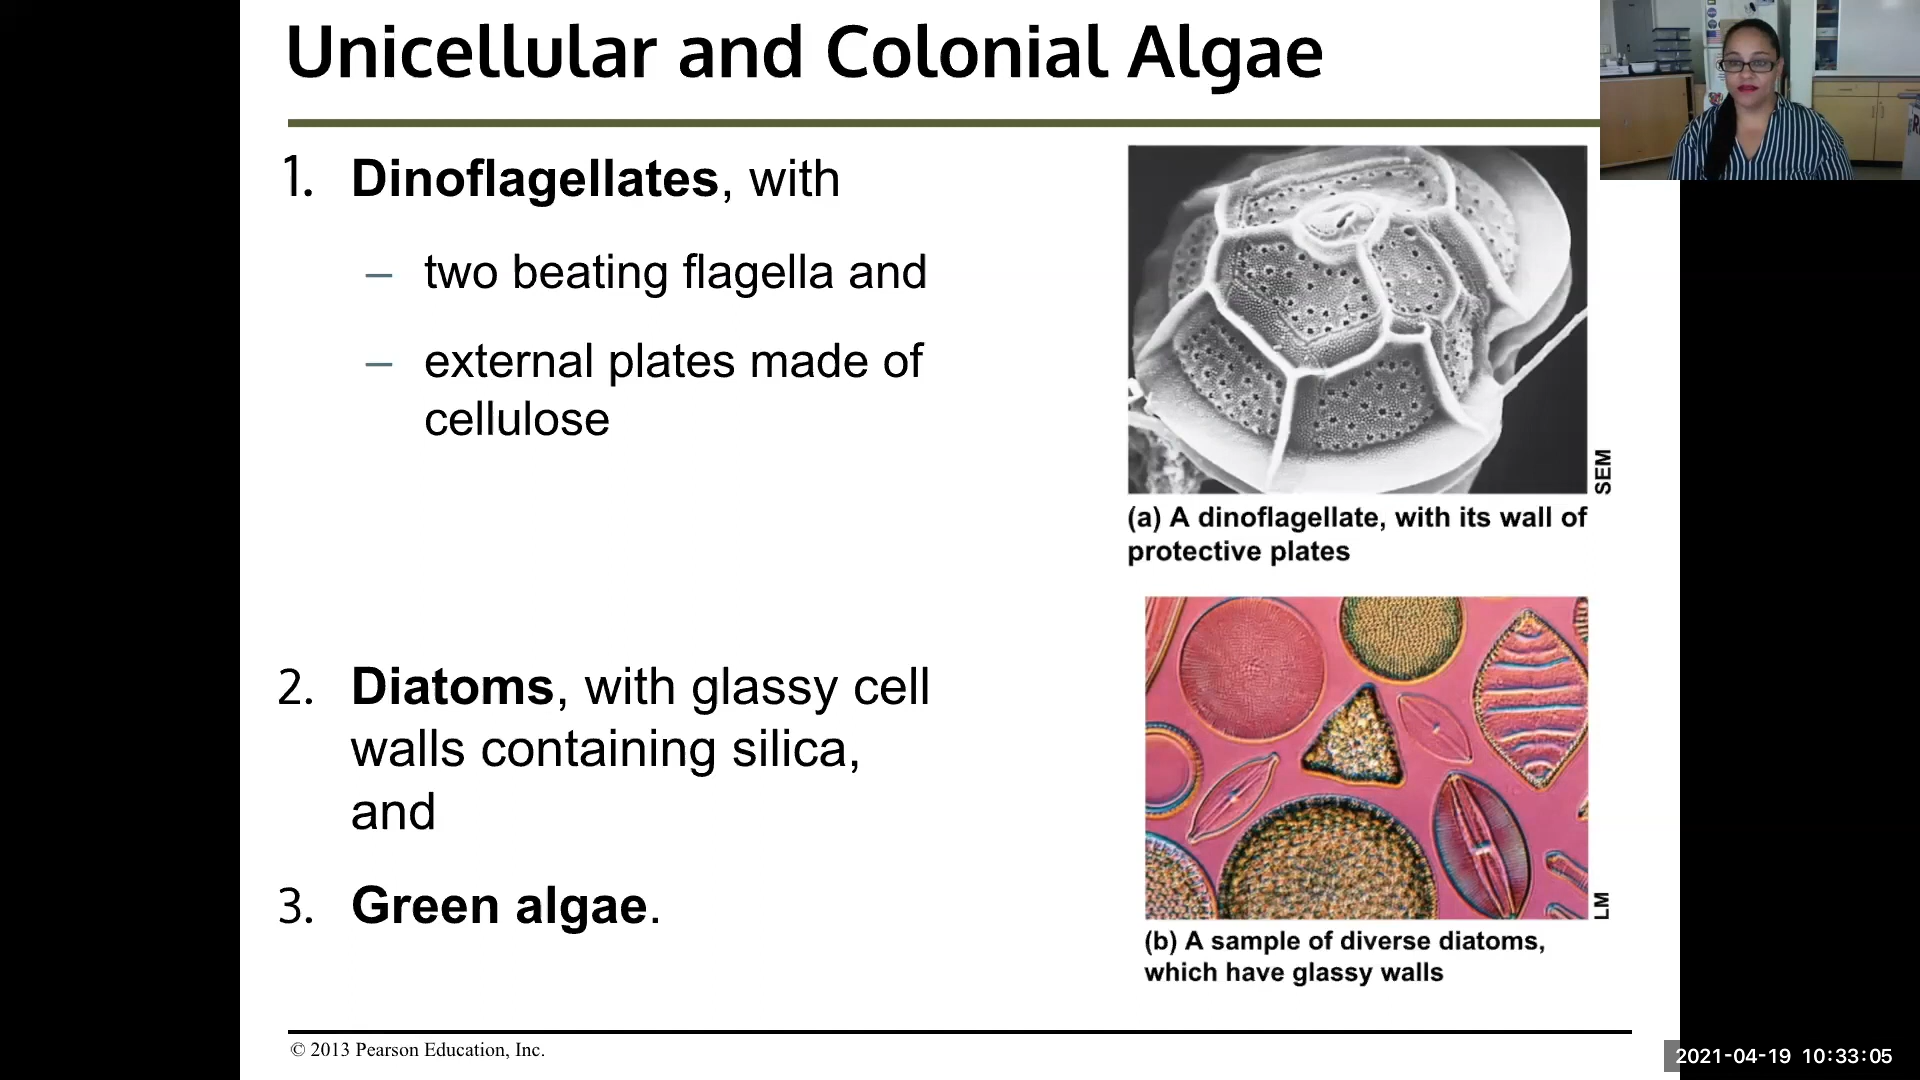 Unicellular and Colonial Algae
1. Dinoflagellates, with
– two beating flagella and
– external plates made of
cellulose
SEM
(a) A dinoflagellate, with its wall of
protective plates
2. Diatoms, with glassy cell
walls containing silica,
and
3. Green algae.
LM
(b) A sample of diverse diatoms,
which have glassy walls
© 2013 Pearson Education, Inc.
2021-04-19 10:33:05